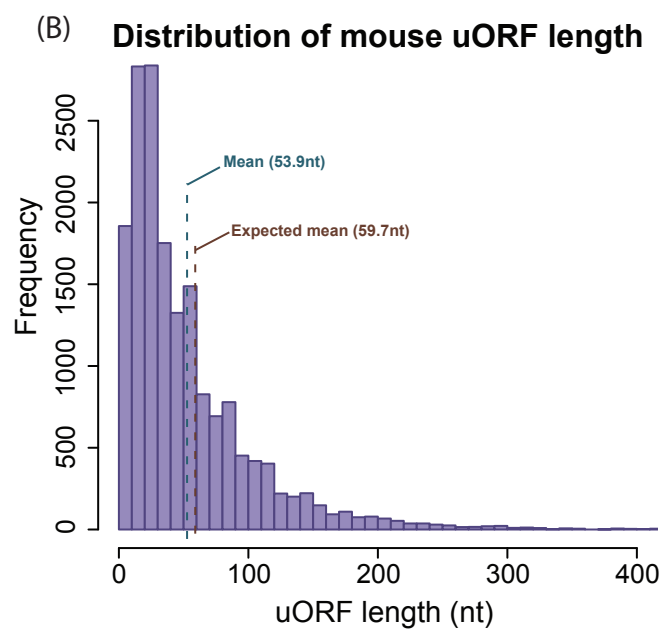 (B) Distribution of mouse uORF length
Frequency
2500
2000
1500
1000
500
0
Mean (53.9nt)
Expected mean (59.7nt)
0 100 200 300 400
uORF length (nt)